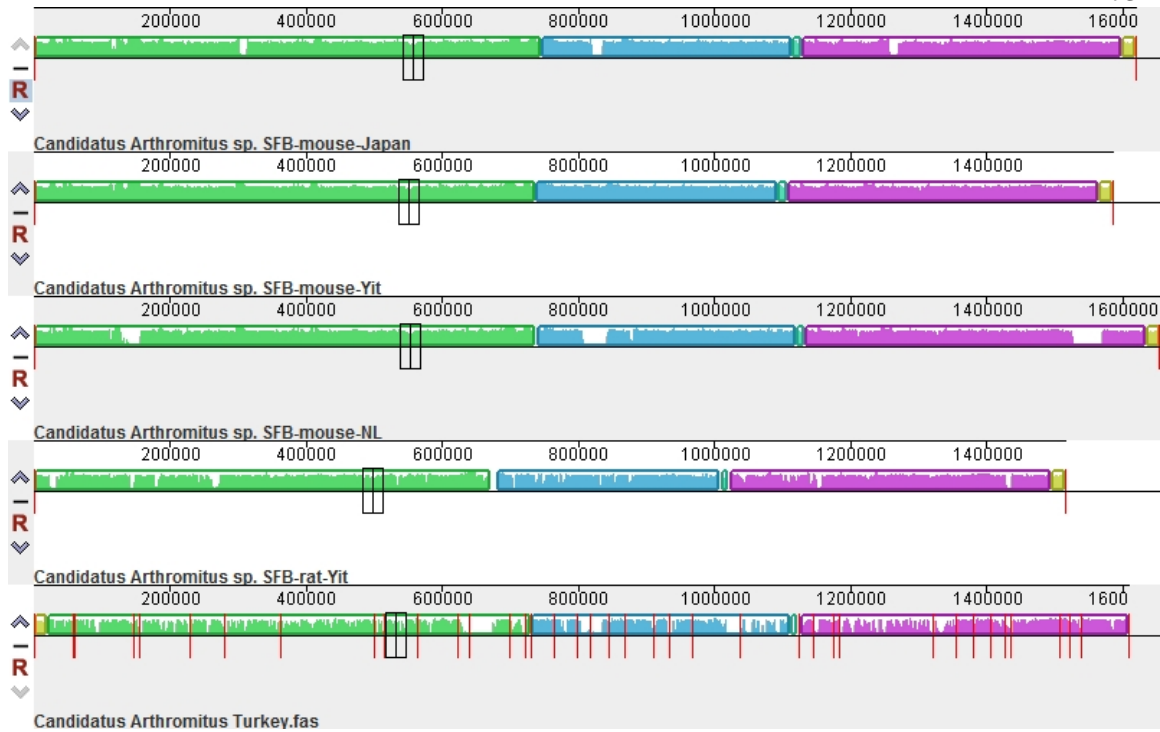 200000 400000 600000 800000 1000000 1200000 1400000 1600
R
Candidatus Arthromitus sp. SFB-mouse-Japan
200000 400000 600000 800000 1000000 1200000 1400000
R
Candidatus Arthromitus sp. SFB-mouse-Yit
200000 400000 600000 800000 1000000 1200000 1400000 1600000
R
Candidatus Arthromitus sp. SFB-mouse-NL
200000 400000 600000 800000 1000000 1200000 1400000
R
Candidatus Arthromitus sp. SFB-rat-Yit
200000 400000 600000 800000 1000000 1200000 1400000 1600
R
Candidatus Arthromitus Turkey.fas